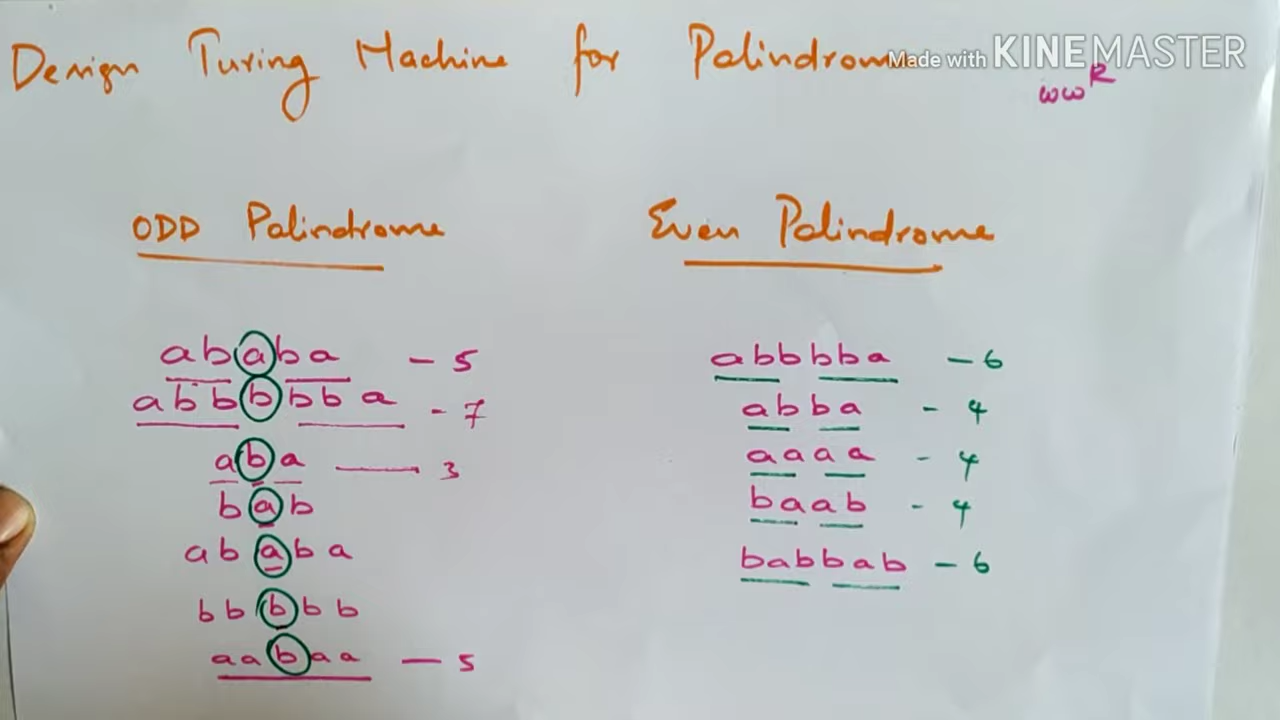 Design Turing Machine for Palindrome
Made with KINEMASTER
ww^R
ODD Palindrome
ababa - 5
abbbbba - 7
aba — 3
bab
ababa
bbbbb
aabaa — 5
Even Palindrome
abbbba - 6
abba - 4
aaaa - 4
baab - 4
babbab - 6